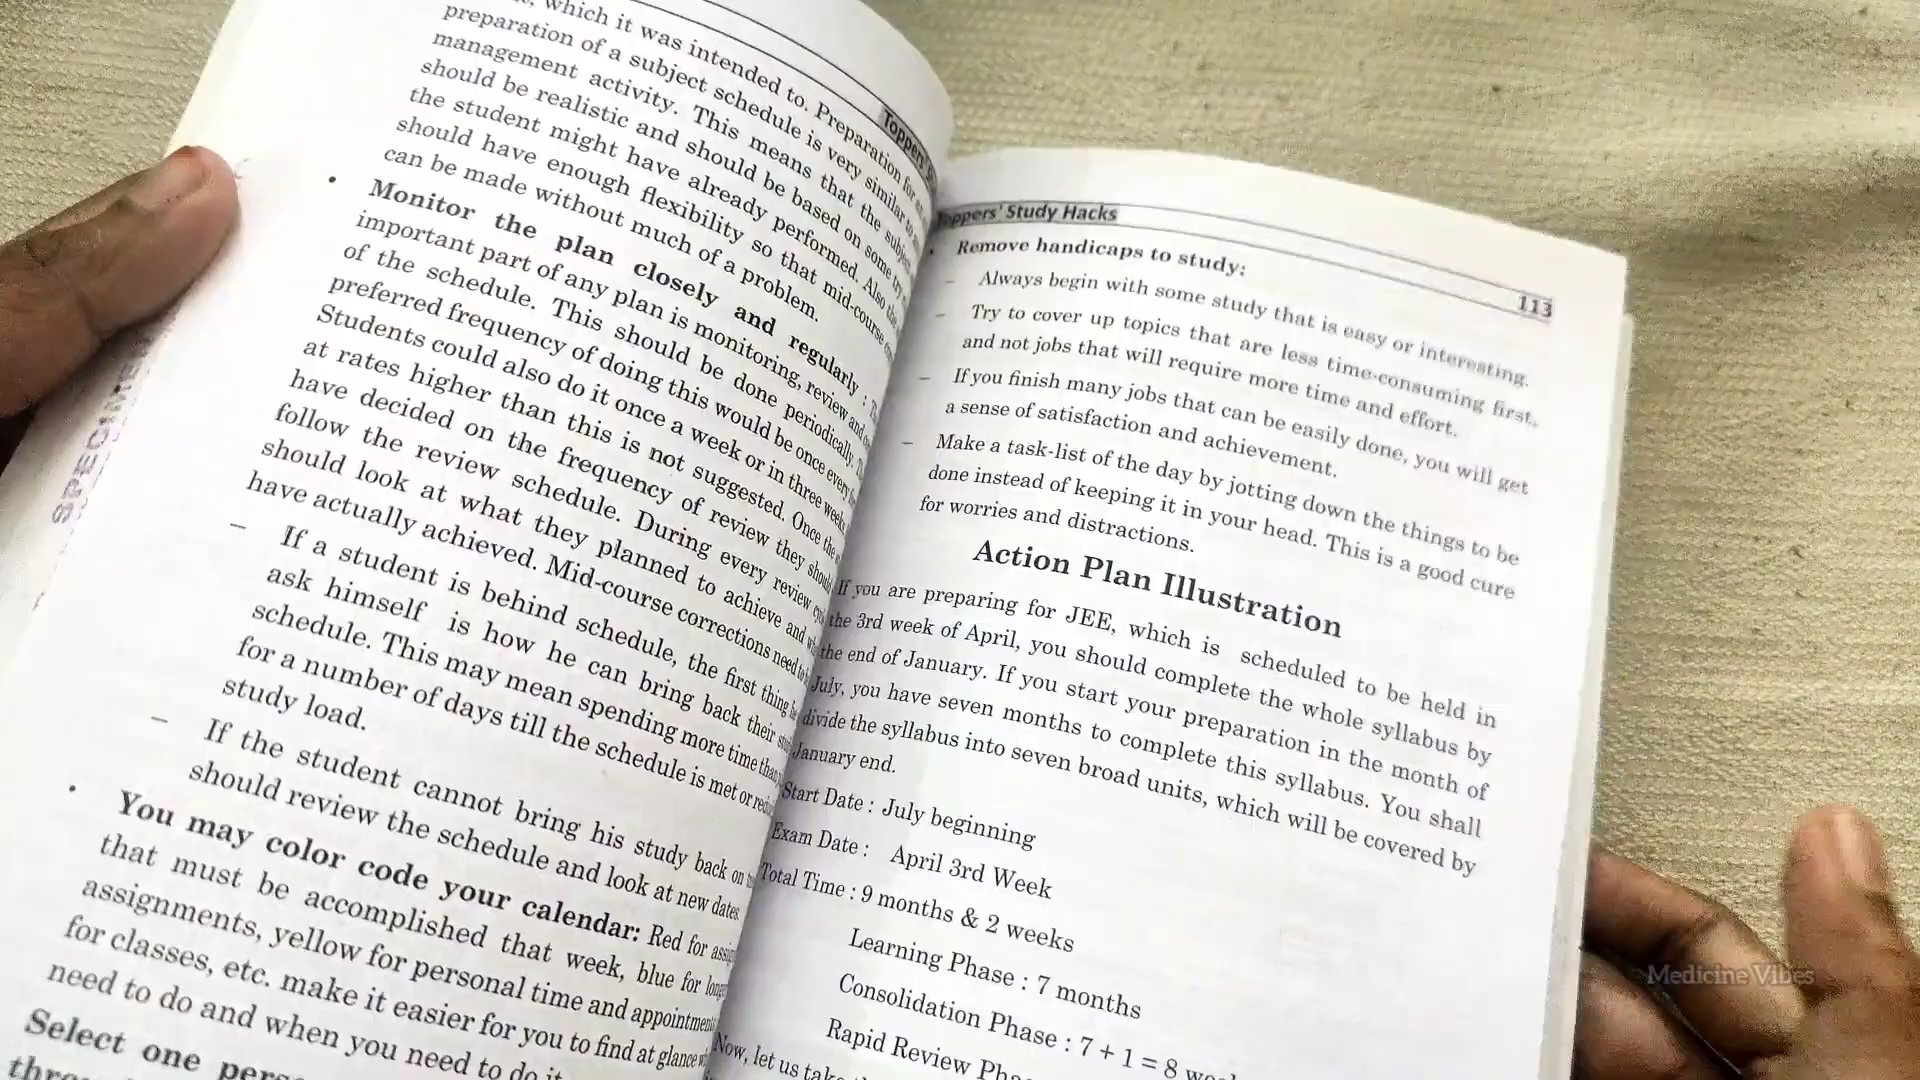 which it was intended to. Preparation for
preparation of a subject schedule is very similar to
management activity. This means that the subject
should be realistic and should be based on some try
the student might have already performed. Also the
should have enough flexibility so that mid-course
can be made without much of a problem.
• Monitor the plan closely and regularly :
important part of any plan is monitoring, review and
of the schedule. This should be done periodically.
preferred frequency of doing this would be once every
Students could also do it once a week or in three weeks
at rates higher than this is not suggested. Once the
have decided on the frequency of review they should
follow the review schedule. During every review
should look at what they planned to achieve and
have actually achieved. Mid-course corrections need to
– If a student is behind schedule, the first thing he
ask himself is how he can bring back their
schedule. This may mean spending more time than
for a number of days till the schedule is met or
study load.
– If the student cannot bring his study back on
should review the schedule and look at new dates.
• You may color code your calendar: Red for
that must be accomplished that week, blue for
assignments, yellow for personal time and appointments
for classes, etc. make it easier for you to find at glance
need to do and when you need to do it
Select one
Toppers'
Toppers' Study Hacks
113
• Remove handicaps to study:
– Always begin with some study that is easy or interesting.
– Try to cover up topics that are less time-consuming first,
and not jobs that will require more time and effort.
– If you finish many jobs that can be easily done, you will get
a sense of satisfaction and achievement.
– Make a task-list of the day by jotting down the things to be
done instead of keeping it in your head. This is a good cure
for worries and distractions.
Action Plan Illustration
If you are preparing for JEE, which is scheduled to be held in
the 3rd week of April, you should complete the whole syllabus by
the end of January. If you start your preparation in the month of
July, you have seven months to complete this syllabus. You shall
divide the syllabus into seven broad units, which will be covered by
January end.
Start Date : July beginning
Exam Date : April 3rd Week
Total Time : 9 months & 2 weeks
Learning Phase : 7 months
Consolidation Phase : 7 + 1 = 8
Rapid Review
Now, let us take
SPECIMEN
Medicine Vibes